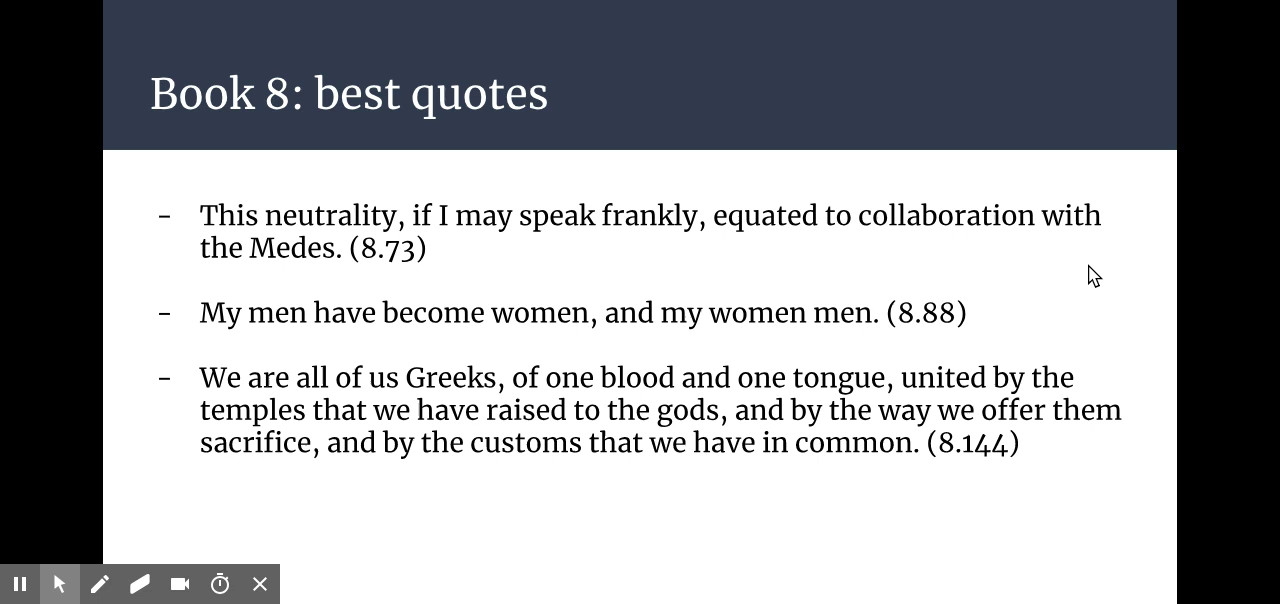 Book 8: best quotes
- This neutrality, if I may speak frankly, equated to collaboration with
the Medes. (8.73)
- My men have become women, and my women men. (8.88)
- We are all of us Greeks, of one blood and one tongue, united by the
temples that we have raised to the gods, and by the way we offer them
sacrifice, and by the customs that we have in common. (8.144)